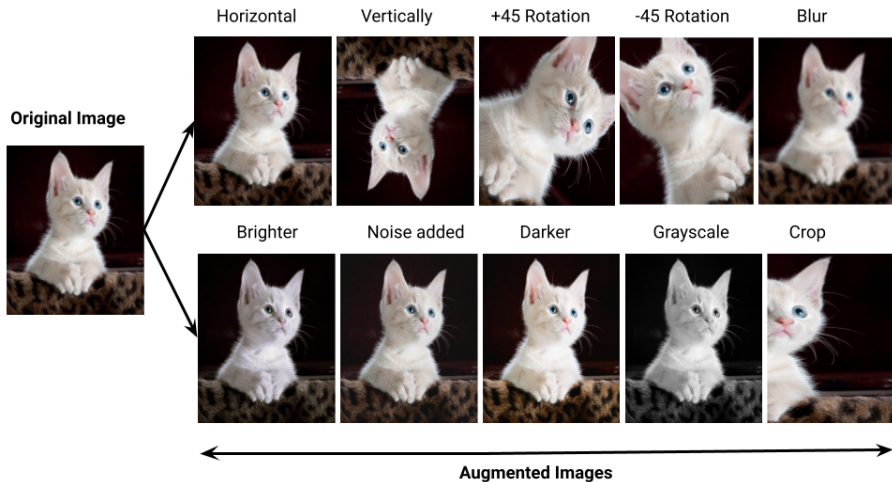 Horizontal
Vertically
+45 Rotation
-45 Rotation
Blur
Original Image
Brighter
Noise added
Darker
Grayscale
Crop
Augmented Images